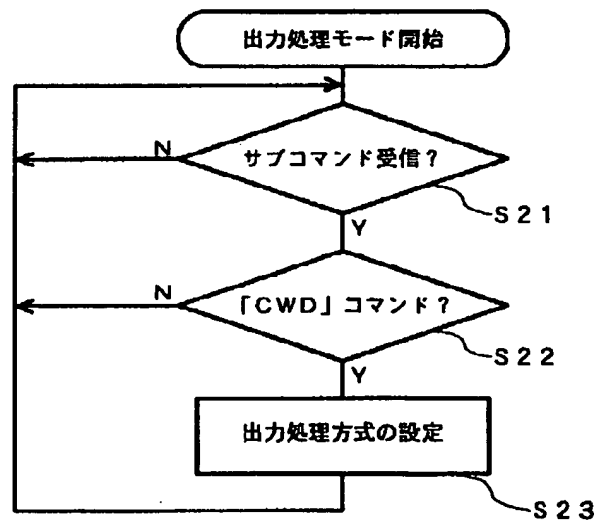 出力処理モード開始
N
サブコマンド受信?
S21
Y
N
「CWD」コマンド?
S22
Y
出力処理方式の設定
S23